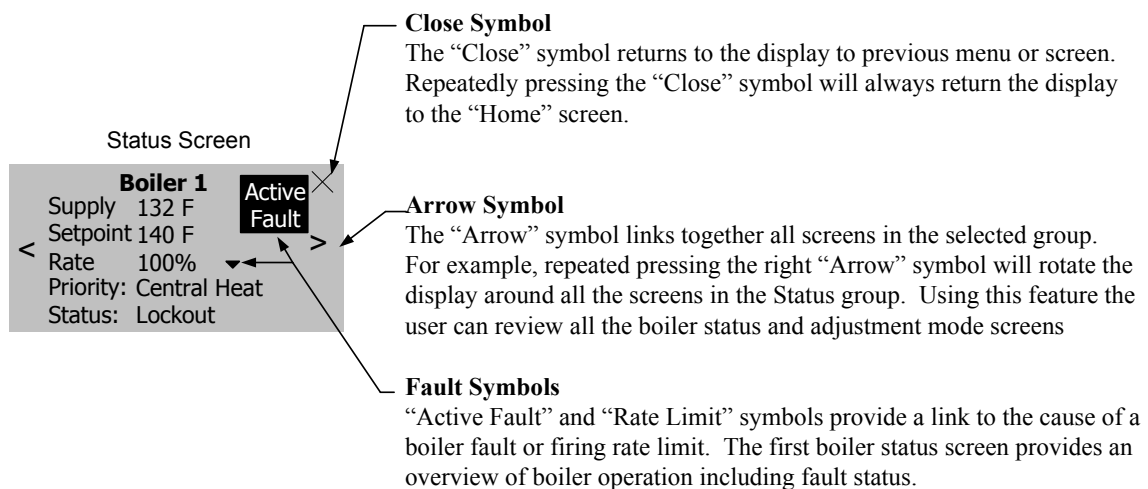 Close Symbol
The “Close” symbol returns to the display to previous menu or screen.
Repeatedly pressing the “Close” symbol will always return the display
to the “Home” screen.
Status Screen
Boiler 1
Active
Fault
Supply 132 F
Setpoint 140 F
< >
Rate 100%
Priority: Central Heat
Status: Lockout
Arrow Symbol
The “Arrow” symbol links together all screens in the selected group.
For example, repeated pressing the right “Arrow” symbol will rotate the
display around all the screens in the Status group. Using this feature the
user can review all the boiler status and adjustment mode screens
Fault Symbols
“Active Fault” and “Rate Limit” symbols provide a link to the cause of a
boiler fault or firing rate limit. The first boiler status screen provides an
overview of boiler operation including fault status.